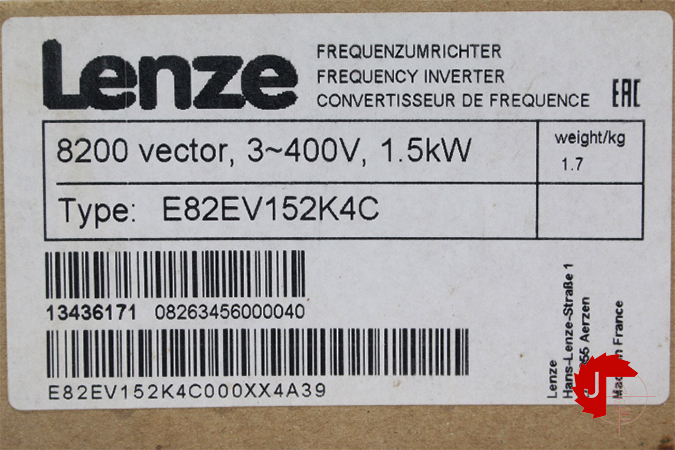 Lenze
FREQUENZUMRICHTER
FREQUENCY INVERTER
CONVERTISSEUR DE FREQUENCE
EAC
8200 vector, 3~400V, 1.5kW
weight/kg
1.7
Type: E82EV152K4C
13436171 08263456000040
E82EV152K4C000XX4A39
Lenze
Hans-Lenze-Straße 1
Aerzen
France
J